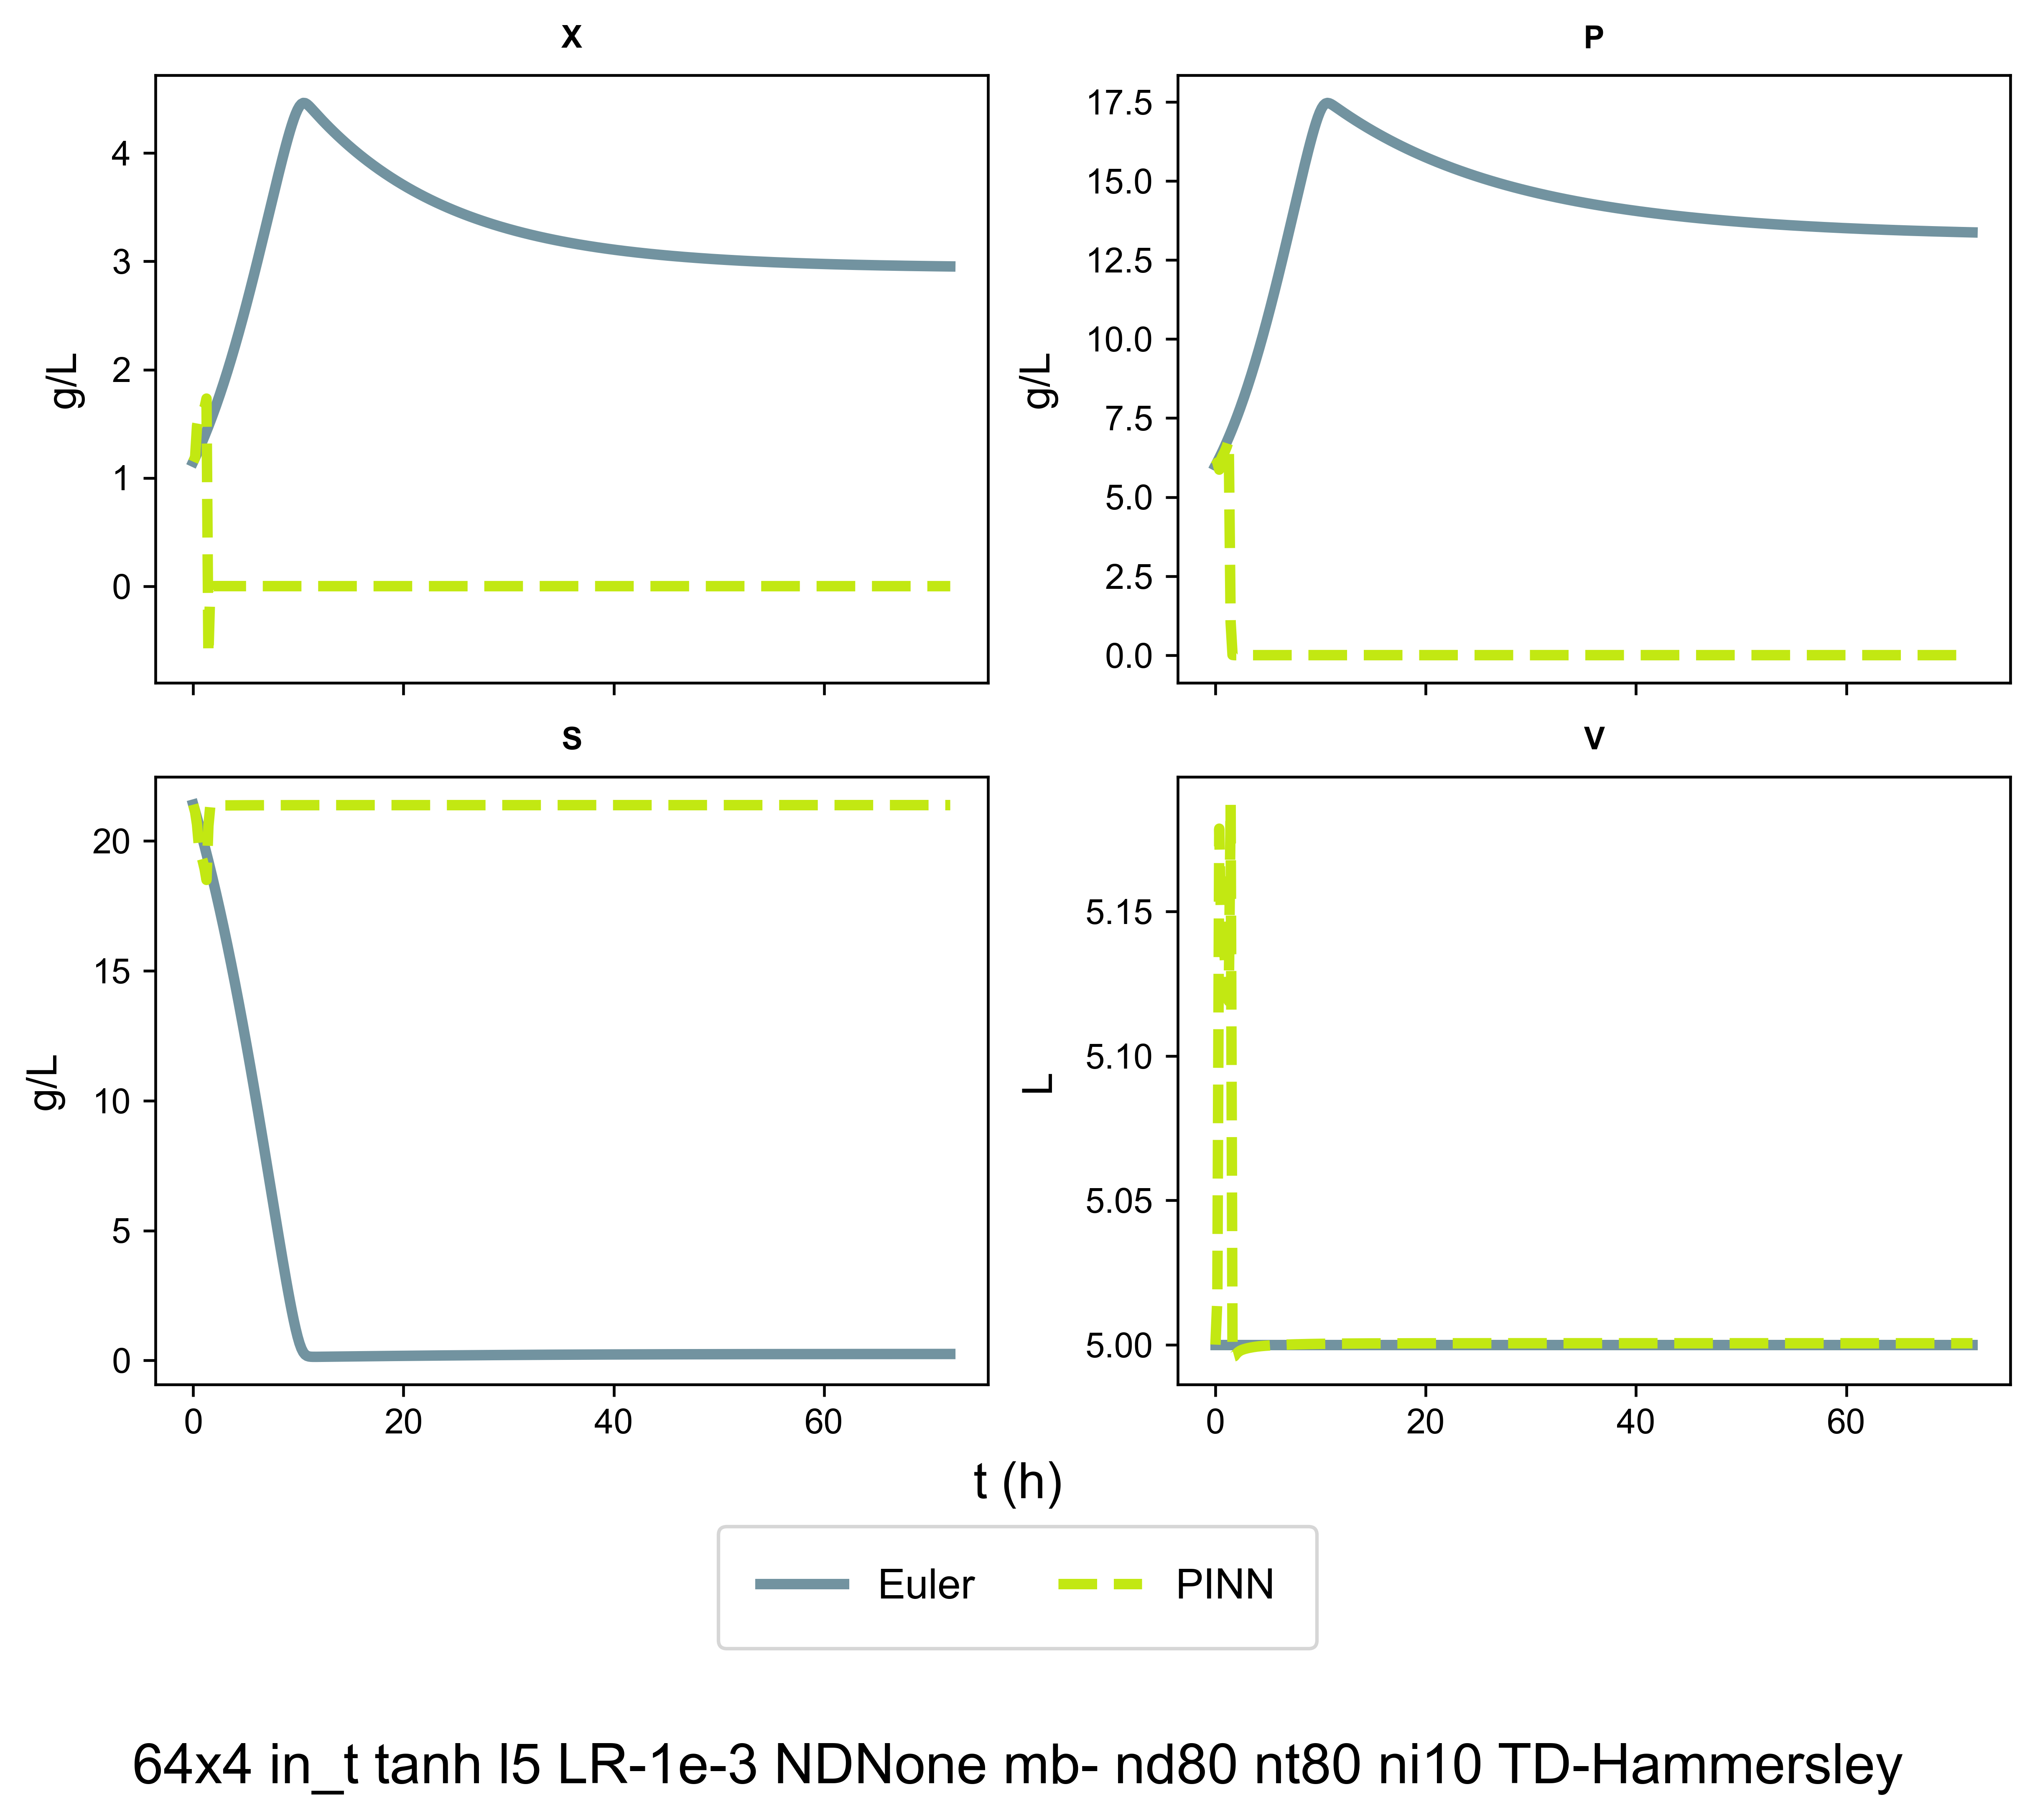 X
4
3
2
1
0
g/L
P
17.5
15.0
12.5
10.0
7.5
5.0
2.5
0.0
g/L
S
20
15
10
5
0
g/L
0 20 40 60
V
5.15
5.10
5.05
5.00
L
0 20 40 60
t (h)
Euler PINN
64x4 in_t tanh l5 LR-1e-3 NDNone mb- nd80 nt80 ni10 TD-Hammersley